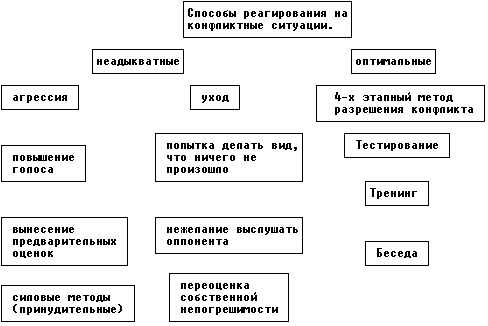 Способы реагирования на
конфликтные ситуации.
неадыкватные
оптимальные
агрессия
уход
4-х этапный метод
разрешения конфликта
повышение
голоса
попытка делать вид,
что ничего не
произошло
Тестирование
Тренинг
вынесение
предварительных
оценок
нежелание выслушать
оппонента
Беседа
силовые методы
(принудительные)
переоценка
собственной
непогрешимости